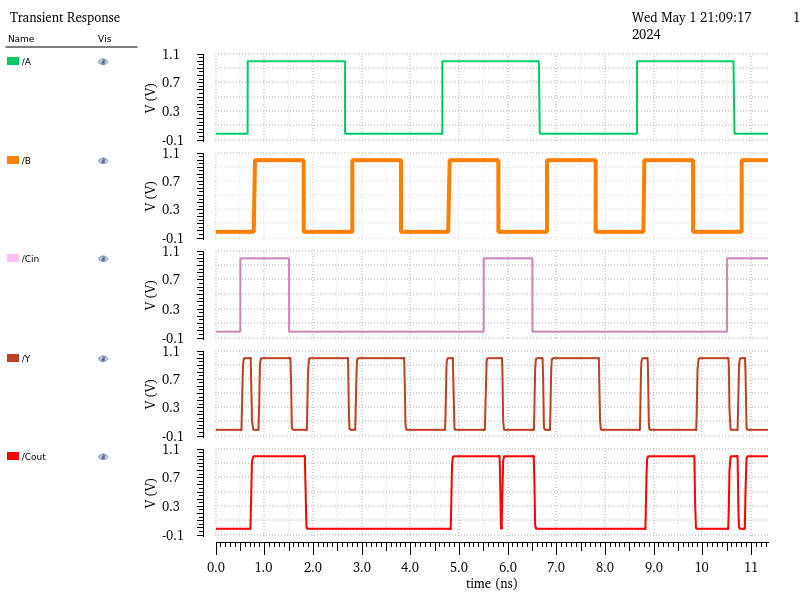 Transient Response
Wed May 1 21:09:17 1
2024
Name Vis
/A
V (V)
1.1
0.7
0.3
-0.1
/B
V (V)
1.1
0.7
0.3
-0.1
/Cin
V (V)
1.1
0.7
0.3
-0.1
/Y
V (V)
1.1
0.7
0.3
-0.1
/Cout
V (V)
1.1
0.7
0.3
-0.1
0.0 1.0 2.0 3.0 4.0 5.0 6.0 7.0 8.0 9.0 10 11
time (ns)